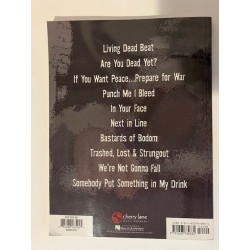 Living Dead Beat
Are You Dead Yet?
If You Want Peace...Prepare for War
Punch Me I Bleed
In Your Face
Next in Line
Bastards of Bodom
Trashed, Lost & Strungout
We're Not Gonna Fall
Somebody Put Something in My Drink
cherry lane